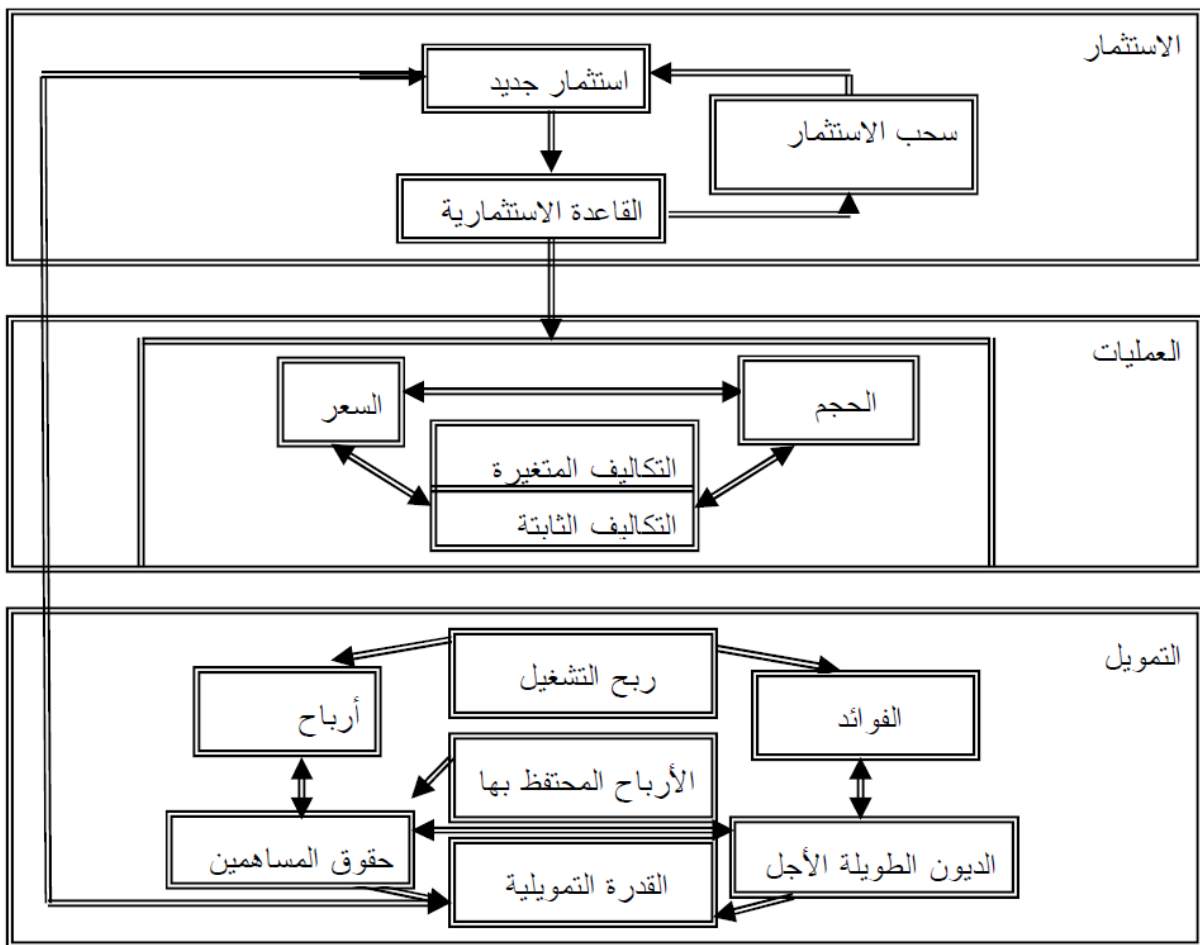 الاستثمار
استثمار جديد
سحب الاستثمار
القاعدة الاستثمارية
العمليات
الحجم
السعر
التكاليف المتغيرة
التكاليف الثابتة
التمويل
ربح التشغيل
الفوائد
أرباح
الأرباح المحتفظ بها
الديون الطويلة الأجل
حقوق المساهمين
القدرة التمويلية